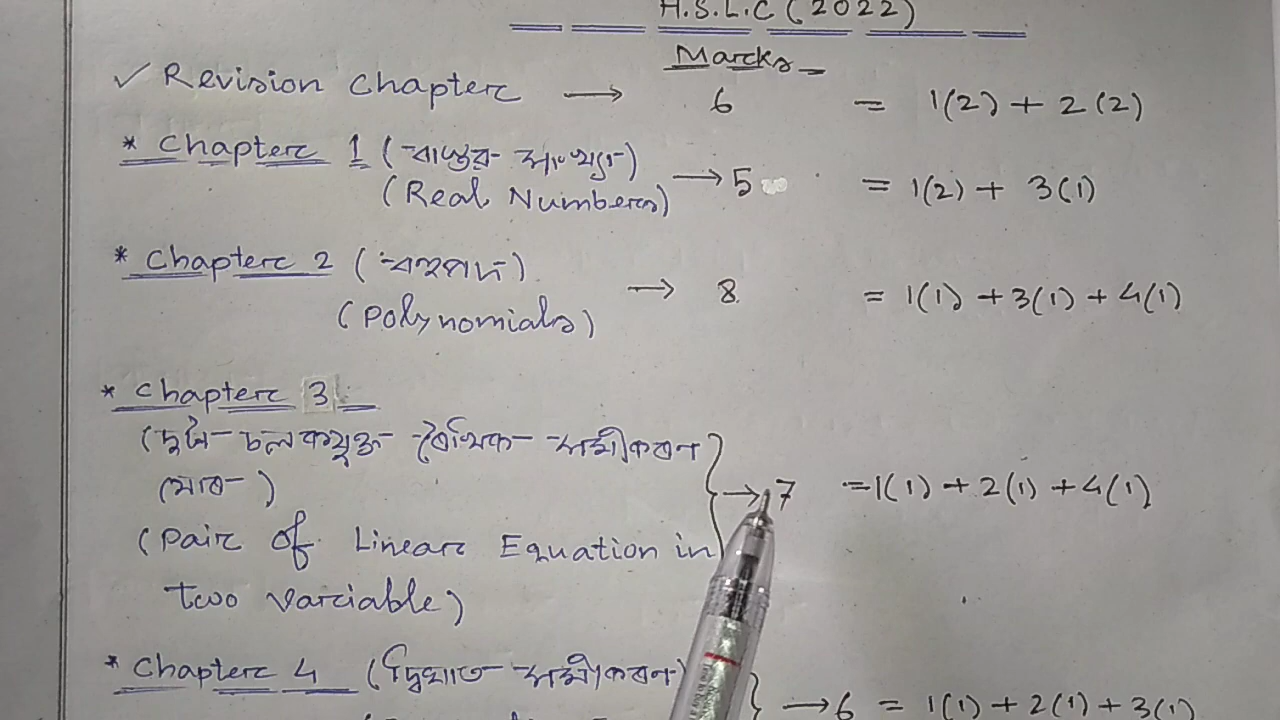 H.S.L.C (2022)
Marks
✓ Revision Chapter → 6 = 1(2) + 2(2)
* Chapter 1 (বাস্তৱ সংখ্যা)
(Real Numbers) → 5 = 1(2) + 3(1)
* Chapter 2 (বহুপদ)
(Polynomials) → 8 = 1(1) + 3(1) + 4(1)
* Chapter 3
(দুটা চলকযুক্ত ৰৈখিক সমীকৰণ
(Pair of Linear Equation in
two variable)
→ 7 = 1(1) + 2(1) + 4(1)
* Chapter 4 (দ্বিঘাত সমীকৰণ)
→ 6 = 1(1) + 2(1) + 3(1)